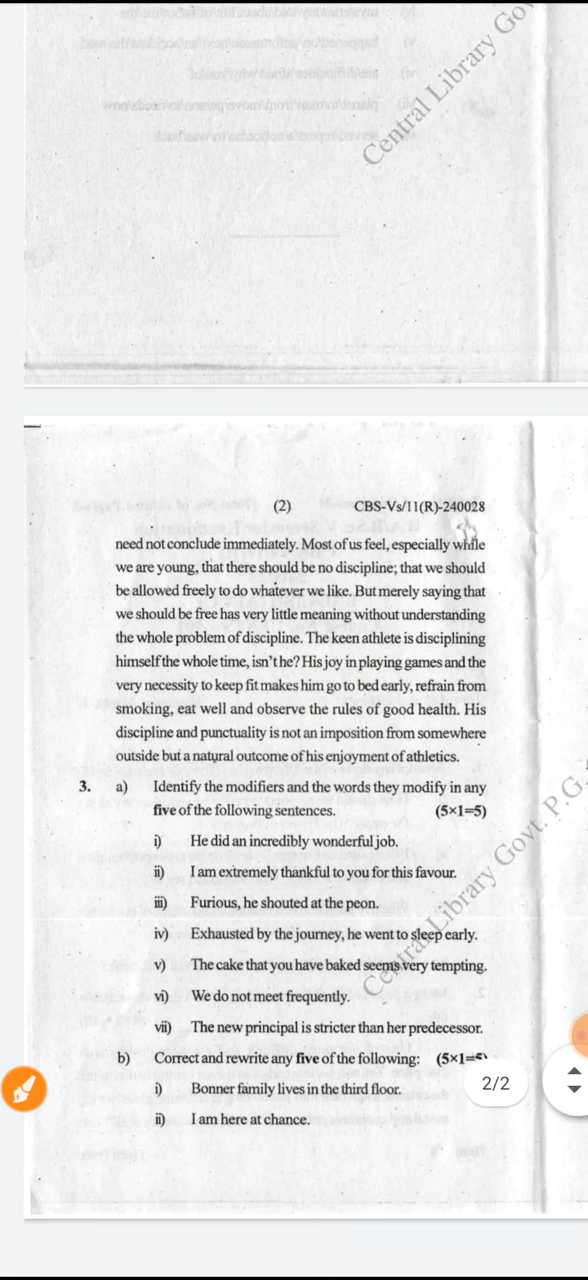 Central Library Gov
(2) CBS-Vs/11(R)-240028
need not conclude immediately. Most of us feel, especially while
we are young, that there should be no discipline; that we should
be allowed freely to do whatever we like. But merely saying that
we should be free has very little meaning without understanding
the whole problem of discipline. The keen athlete is disciplining
himself the whole time, isn't he? His joy in playing games and the
very necessity to keep fit makes him go to bed early, refrain from
smoking, eat well and observe the rules of good health. His
discipline and punctuality is not an imposition from somewhere
outside but a natural outcome of his enjoyment of athletics.
3. a) Identify the modifiers and the words they modify in any
five of the following sentences. (5×1=5)
i) He did an incredibly wonderful job.
ii) I am extremely thankful to you for this favour.
iii) Furious, he shouted at the peon.
iv) Exhausted by the journey, he went to sleep early.
v) The cake that you have baked seems very tempting.
vi) We do not meet frequently.
vii) The new principal is stricter than her predecessor.
b) Correct and rewrite any five of the following: (5×1=5)
i) Bonner family lives in the third floor.
ii) I am here at chance.
Central Library Govt. P.G.
2/2